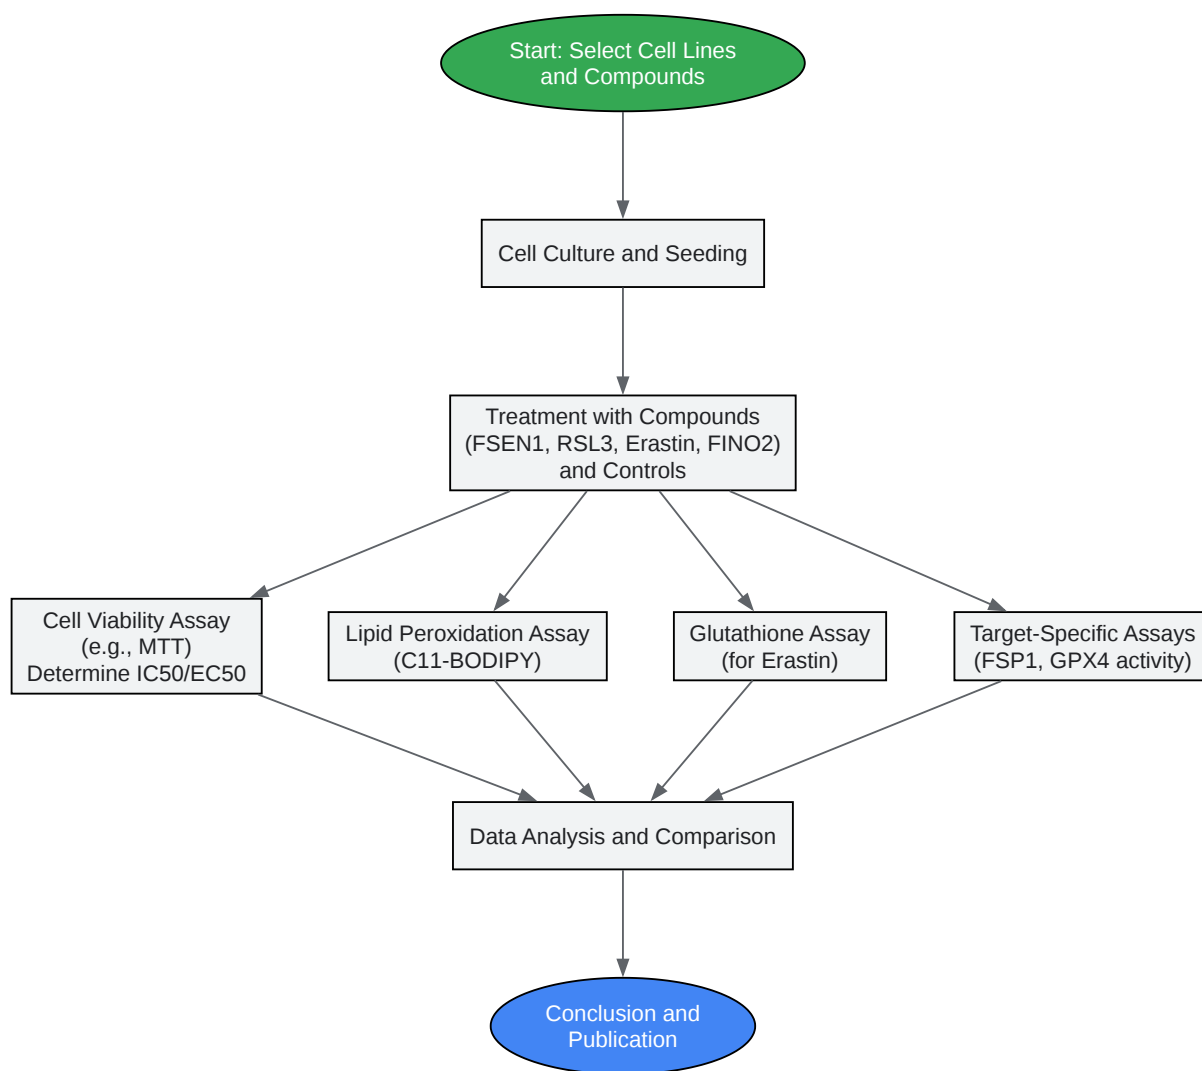 Start: Select Cell Lines
and Compounds
Cell Culture and Seeding
Treatment with Compounds
(FSEN1, RSL3, Erastin, FINO2)
and Controls
Cell Viability Assay
(e.g., MTT)
Determine IC50/EC50
Lipid Peroxidation Assay
(C11-BODIPY)
Glutathione Assay
(for Erastin)
Target-Specific Assays
(FSP1, GPX4 activity)
Data Analysis and Comparison
Conclusion and
Publication